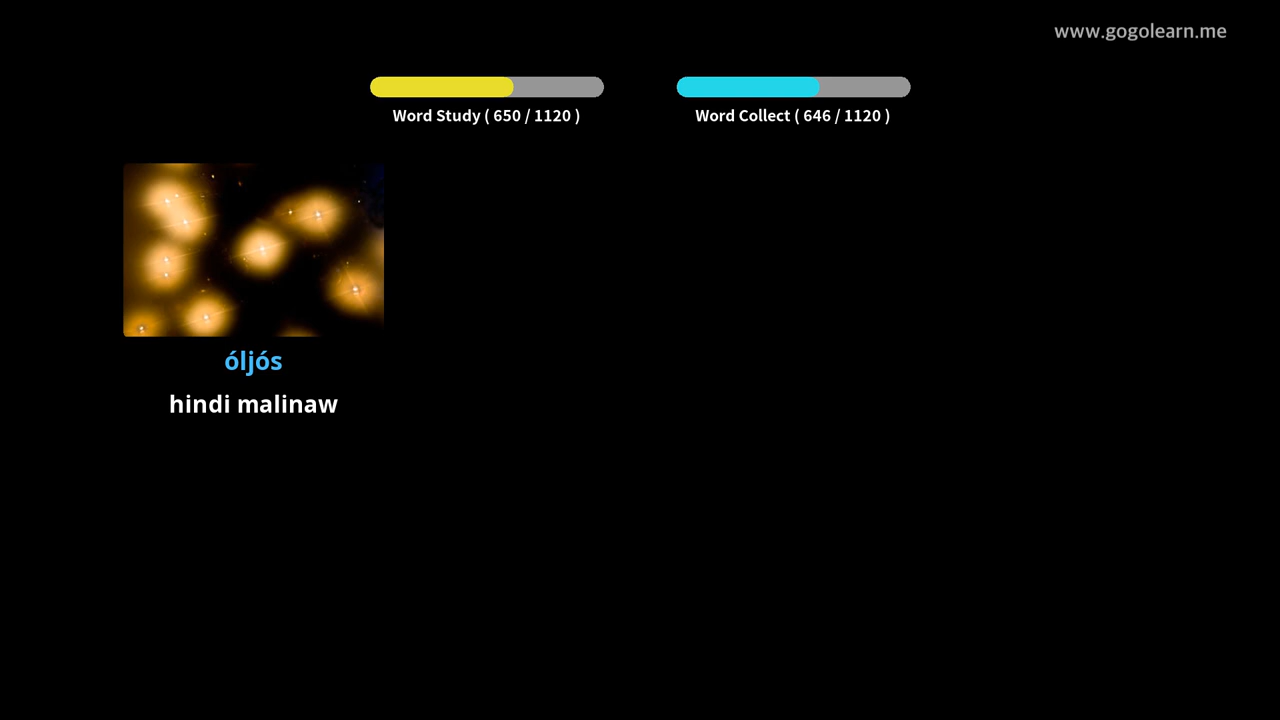 www.gogolearn.me
Word Study ( 650 / 1120 )
Word Collect ( 646 / 1120 )
óljós
hindi malinaw